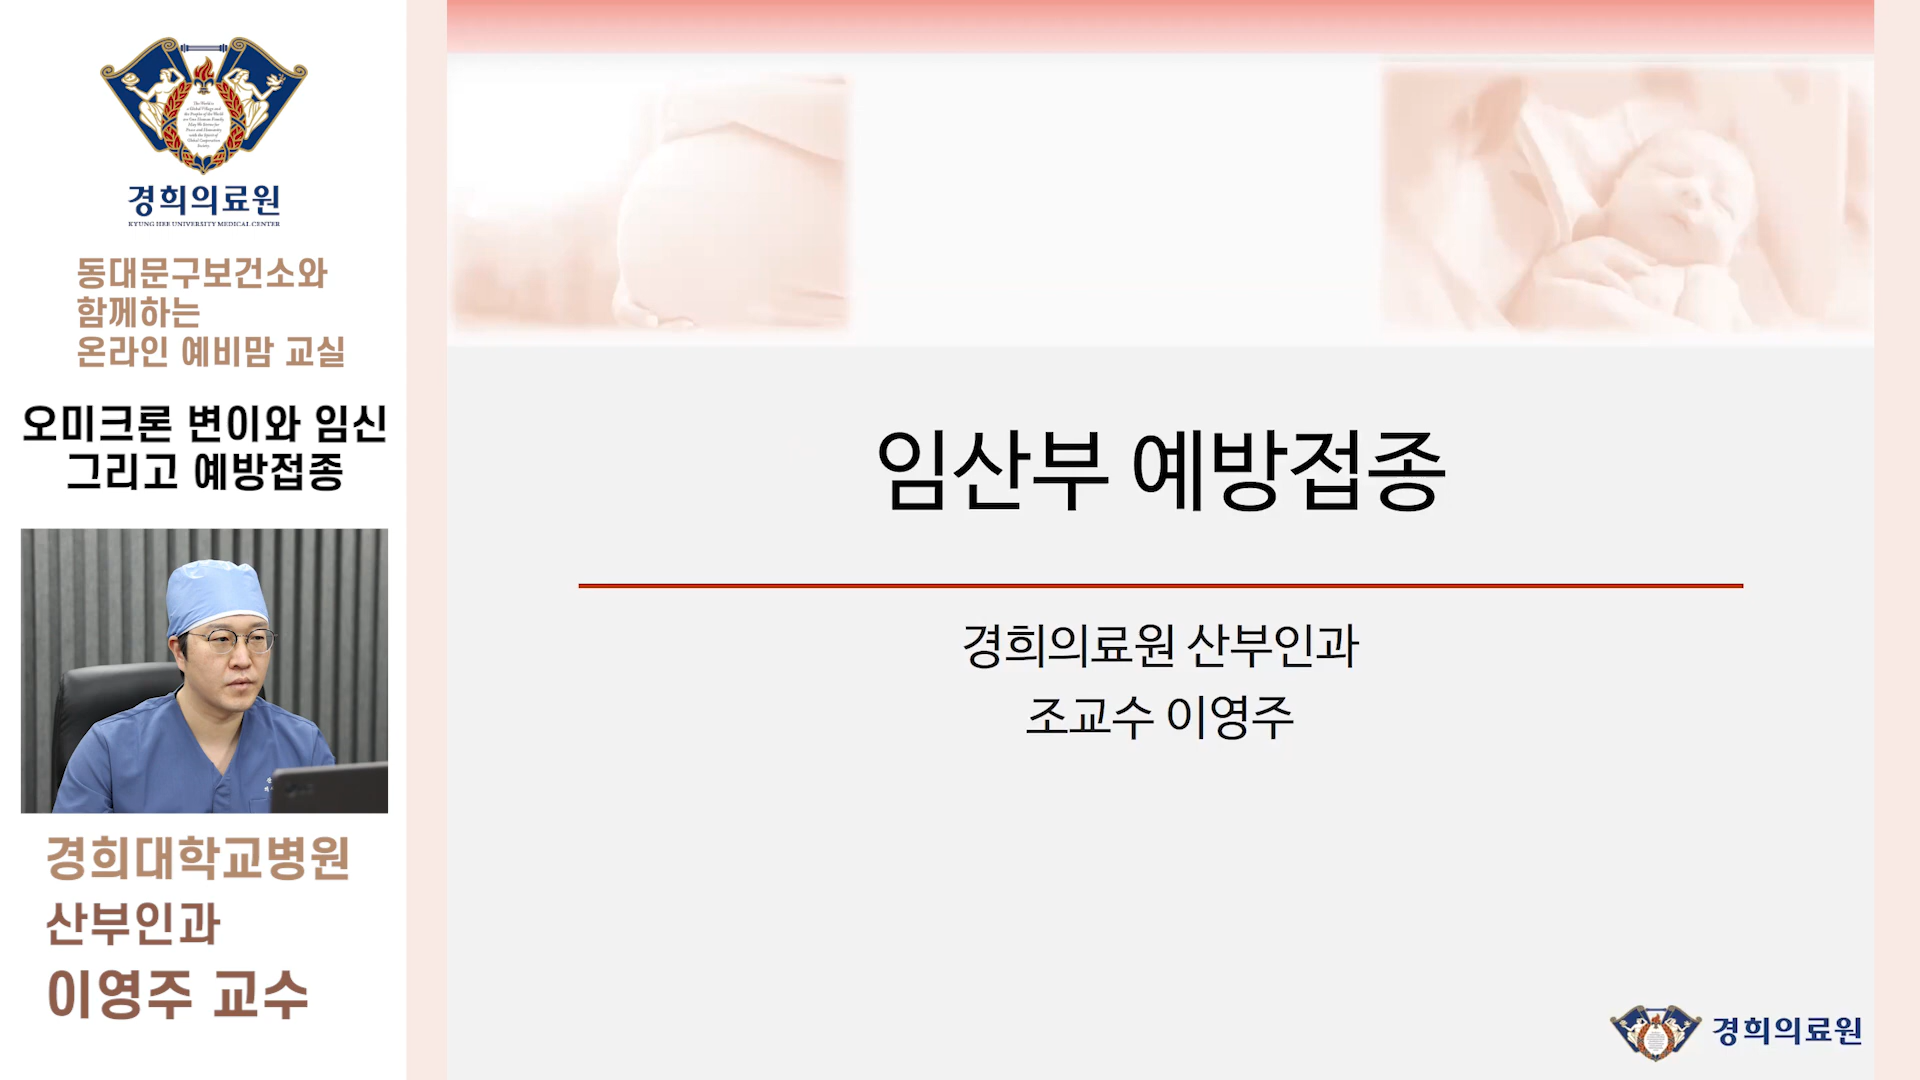 경희의료원
KYUNG HEE UNIVERSITY MEDICAL CENTER
동대문구보건소와
함께하는
온라인 예비맘 교실
오미크론 변이와 임신
그리고 예방접종
경희대학교병원
산부인과
이영주 교수
임산부 예방접종
경희의료원 산부인과
조교수 이영주
경희의료원